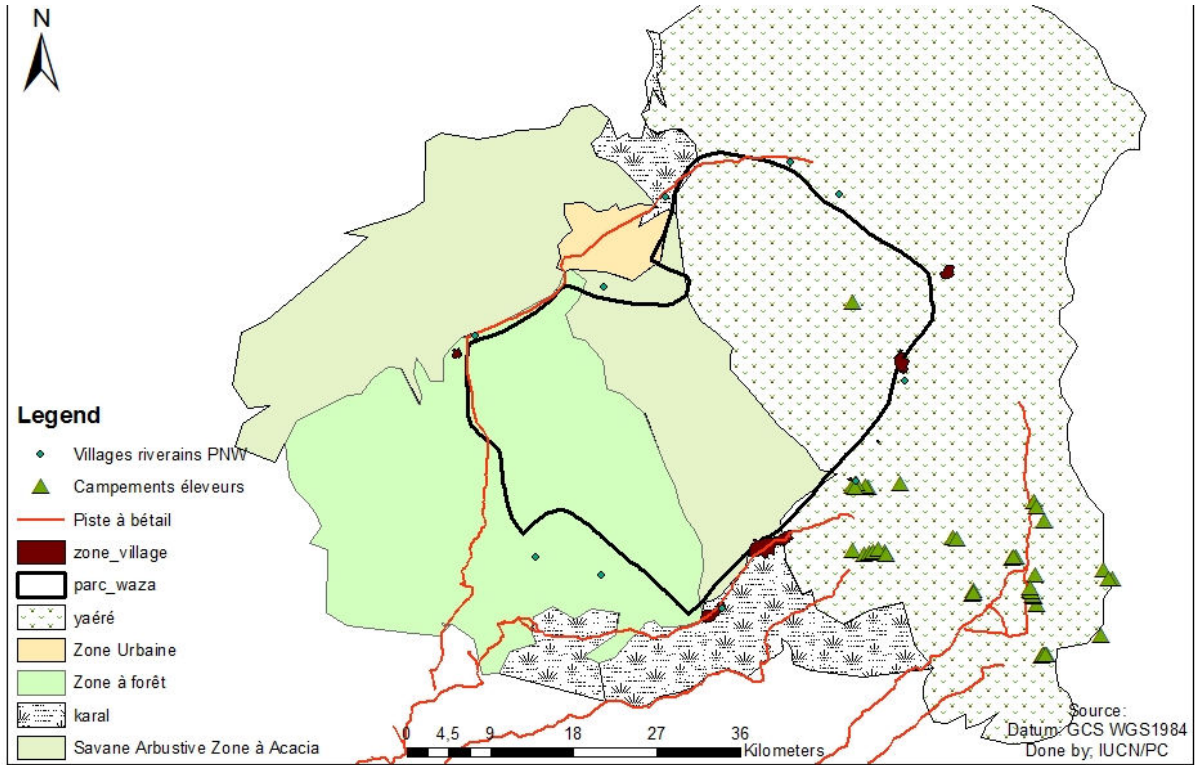 N
Legend
Villages riverains PNW
Campements éleveurs
Piste à bétail
zone_village
parc_waza
yaéré
Zone Urbaine
Zone à forêt
karal
Savane Arbustive Zone à Acacia
0 4,5 9 18 27 36
Kilometers
Source:
Datum: GCS WGS1984
Done by; IUCN/PC